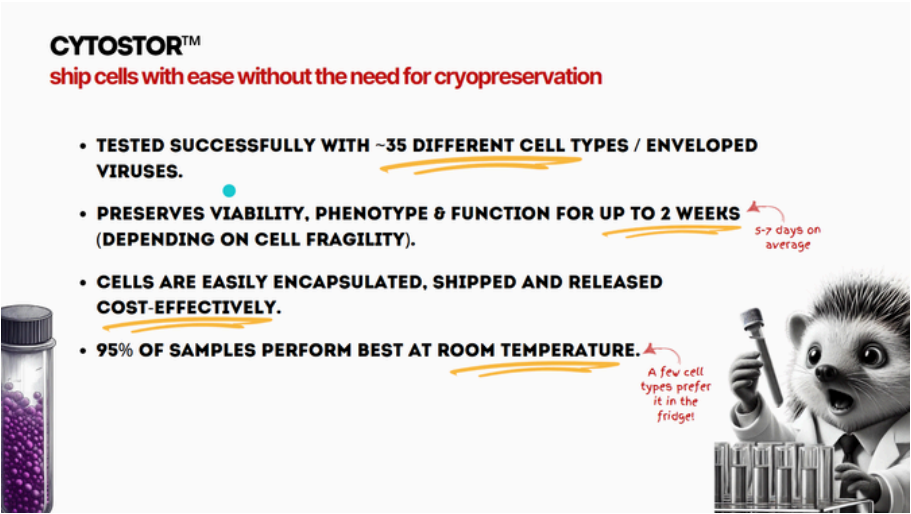 CYTOSTOR™
ship cells with ease without the need for cryopreservation
• TESTED SUCCESSFULLY WITH ~35 DIFFERENT CELL TYPES / ENVELOPED
VIRUSES.
• PRESERVES VIABILITY, PHENOTYPE & FUNCTION FOR UP TO 2 WEEKS
(DEPENDING ON CELL FRAGILITY).
5-7 days on
average
• CELLS ARE EASILY ENCAPSULATED, SHIPPED AND RELEASED
COST-EFFECTIVELY.
• 95% OF SAMPLES PERFORM BEST AT ROOM TEMPERATURE.
A few cell
types prefer
it in the
fridge!